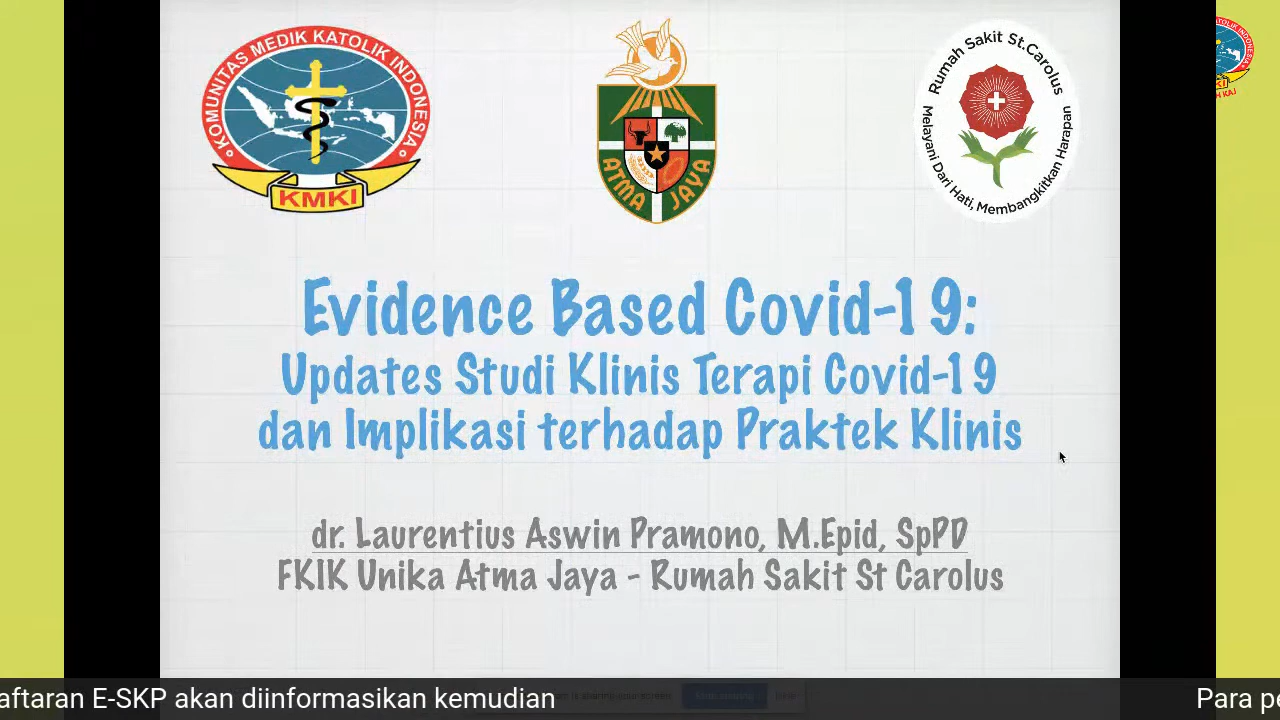 KOMUNITAS MEDIK KATOLIK INDONESIA
KMKI
ATMA JAYA
Rumah Sakit St.Carolus
Melayani Dari Hati, Membangkitkan Harapan
Evidence Based Covid-19:
Updates Studi Klinis Terapi Covid-19
dan Implikasi terhadap Praktek Klinis
dr. Laurentius Aswin Pramono, M.Epid, SpPD
FKIK Unika Atma Jaya - Rumah Sakit St Carolus
aftaran E-SKP akan diinformasikan kemudian
Para pe